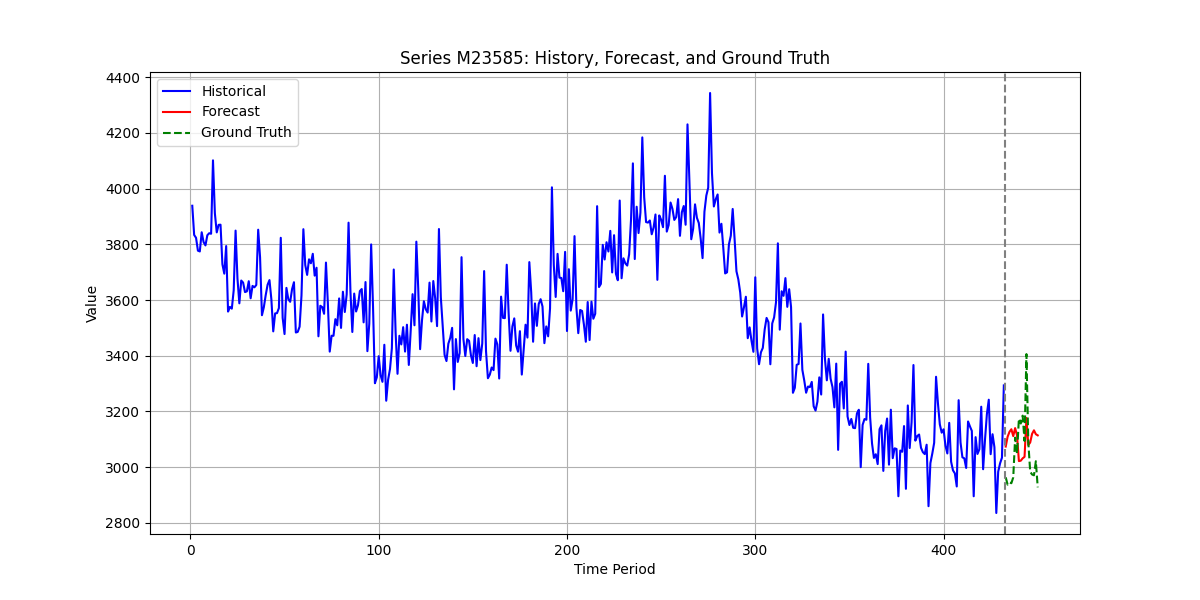 Series M23585: History, Forecast, and Ground Truth
Historical
Forecast
Ground Truth
4400
4200
4000
3800
3600
3400
3200
3000
2800
Value
0 100 200 300 400
Time Period